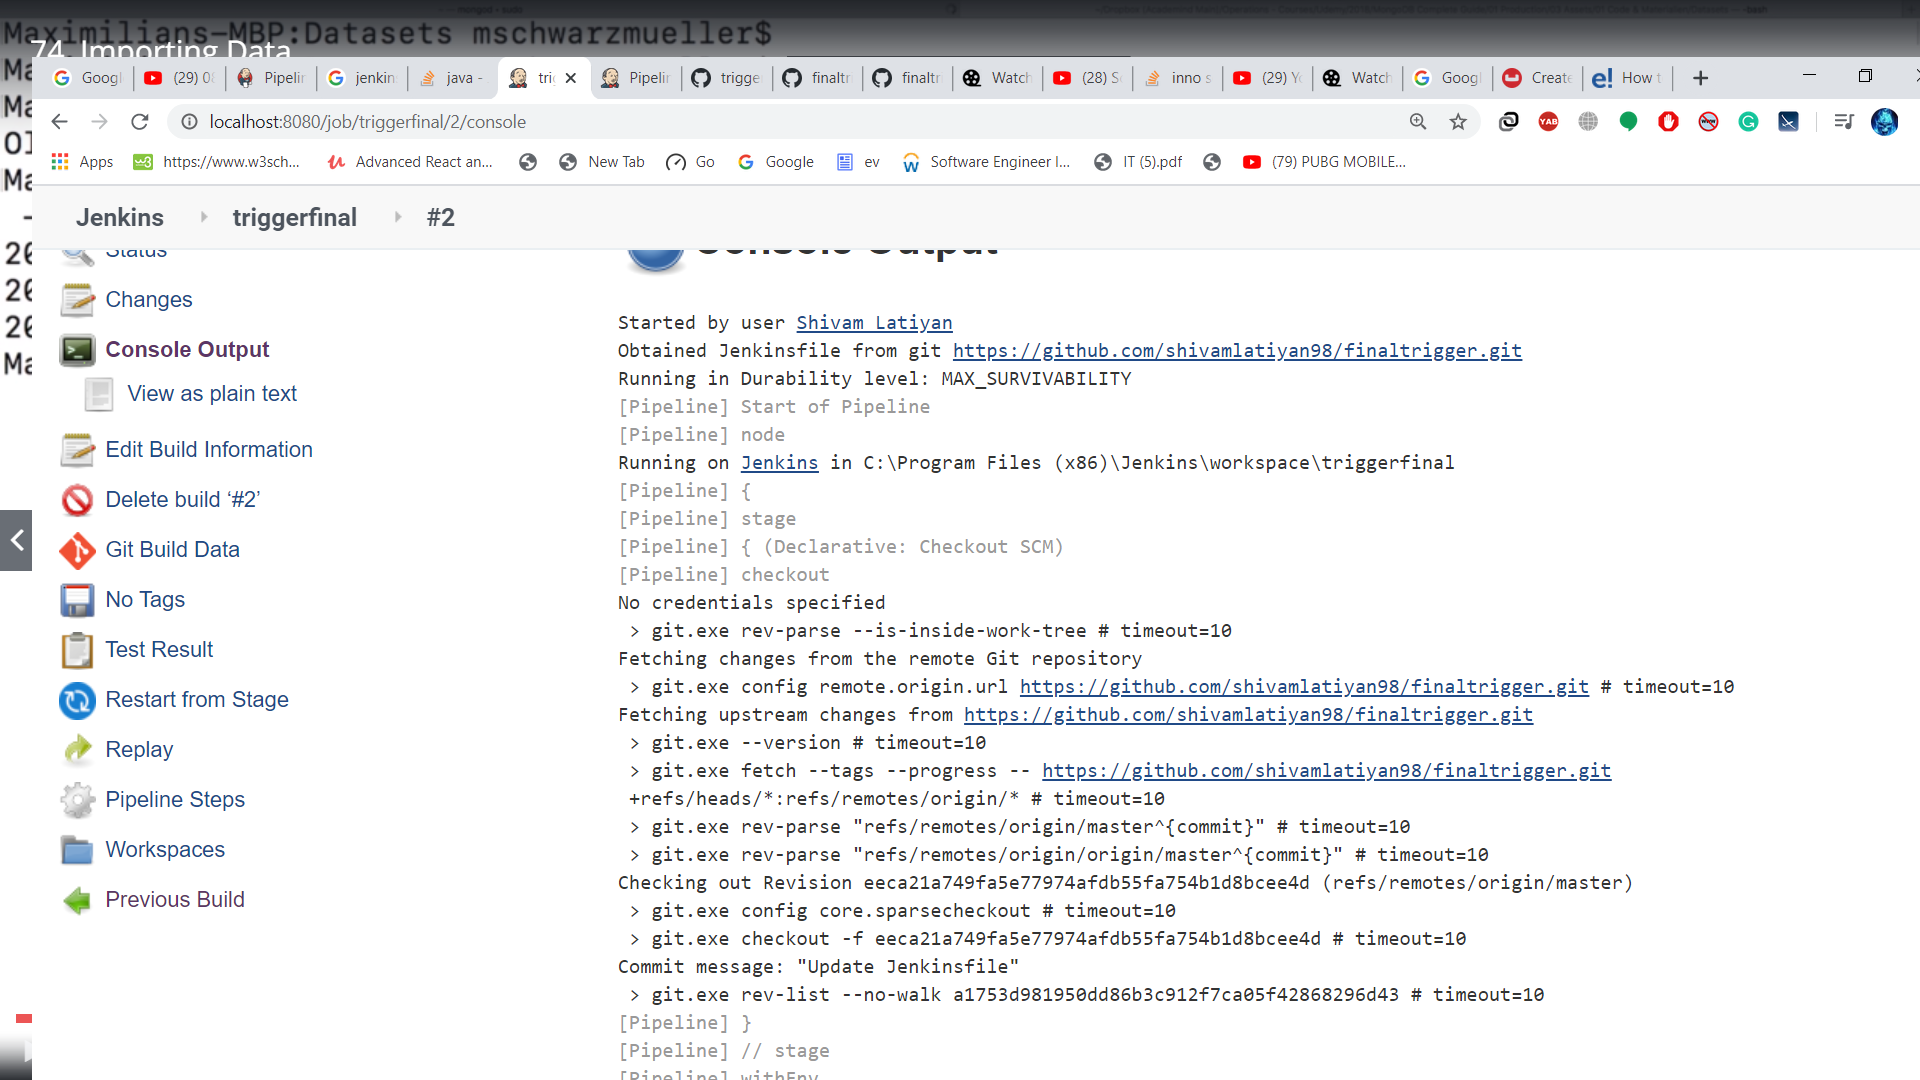 Maximilians-MBP:Datasets mschwarzmueller$
74. Importing Data
Googl
(29) 08
Pipelin
jenkin
java -
trig
Pipelin
trigge
finaltr
finaltr
Watch
(28) S
inno s
(29) Yo
Watch
Googl
Create
How t
localhost:8080/job/triggerfinal/2/console
Apps
https://www.w3sch...
Advanced React an...
New Tab
Go
Google
ev
Software Engineer I...
IT (5).pdf
(79) PUBG MOBILE...
Jenkins
triggerfinal
#2
Status
Changes
Console Output
View as plain text
Edit Build Information
Delete build ‘#2’
Git Build Data
No Tags
Test Result
Restart from Stage
Replay
Pipeline Steps
Workspaces
Previous Build
Console Output
Started by user Shivam Latiyan
Obtained Jenkinsfile from git https://github.com/shivamlatiyan98/finaltrigger.git
Running in Durability level: MAX_SURVIVABILITY
[Pipeline] Start of Pipeline
[Pipeline] node
Running on Jenkins in C:\Program Files (x86)\Jenkins\workspace\triggerfinal
[Pipeline] {
[Pipeline] stage
[Pipeline] { (Declarative: Checkout SCM)
[Pipeline] checkout
No credentials specified
> git.exe rev-parse --is-inside-work-tree # timeout=10
Fetching changes from the remote Git repository
> git.exe config remote.origin.url https://github.com/shivamlatiyan98/finaltrigger.git # timeout=10
Fetching upstream changes from https://github.com/shivamlatiyan98/finaltrigger.git
> git.exe --version # timeout=10
> git.exe fetch --tags --progress -- https://github.com/shivamlatiyan98/finaltrigger.git
+refs/heads/*:refs/remotes/origin/* # timeout=10
> git.exe rev-parse "refs/remotes/origin/master^{commit}" # timeout=10
> git.exe rev-parse "refs/remotes/origin/origin/master^{commit}" # timeout=10
Checking out Revision eeca21a749fa5e77974afdb55fa754b1d8bcee4d (refs/remotes/origin/master)
> git.exe config core.sparsecheckout # timeout=10
> git.exe checkout -f eeca21a749fa5e77974afdb55fa754b1d8bcee4d # timeout=10
Commit message: "Update Jenkinsfile"
> git.exe rev-list --no-walk a1753d981950dd86b3c912f7ca05f42868296d43 # timeout=10
[Pipeline] }
[Pipeline] // stage
[Pipeline] withEnv